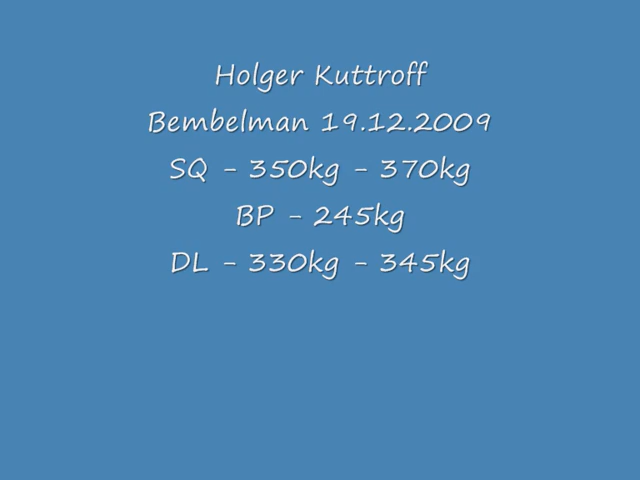 Holger Kuttroff
Bembelman 19.12.2009
SQ - 350kg - 370kg
BP - 245kg
DL - 330kg - 345kg